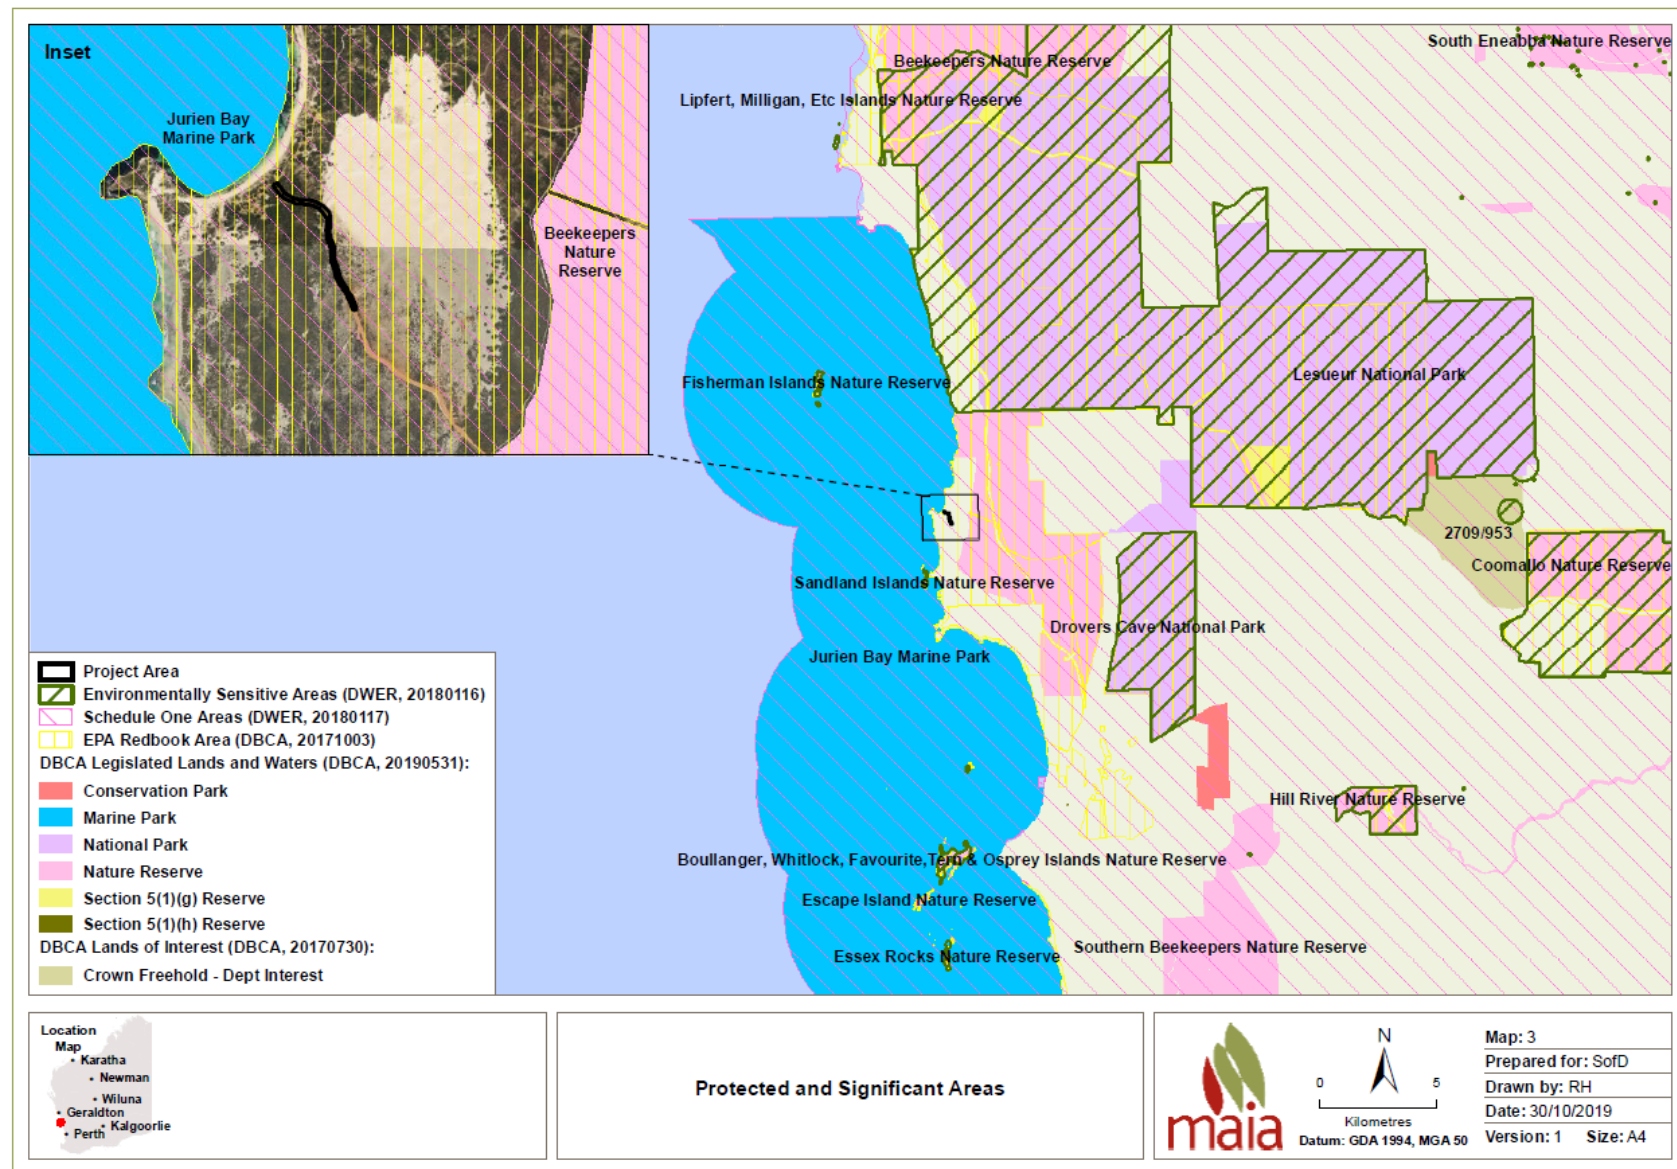 Inset
Jurien Bay
Marine Park
Beekeepers
Nature
Reserve
South Eneabba Nature Reserve
Beekeepers Nature Reserve
Lipfert, Milligan, Etc Islands Nature Reserve
Fisherman Islands Nature Reserve
Lesueur National Park
2709/953
Coomallo Nature Reserve
Sandland Islands Nature Reserve
Drovers Cave National Park
Jurien Bay Marine Park
Hill River Nature Reserve
Boullanger, Whitlock, Favourite,Tern & Osprey Islands Nature Reserve
Escape Island Nature Reserve
Southern Beekeepers Nature Reserve
Essex Rocks Nature Reserve
Project Area
Environmentally Sensitive Areas (DWER, 20180116)
Schedule One Areas (DWER, 20180117)
EPA Redbook Area (DBCA, 20171003)
DBCA Legislated Lands and Waters (DBCA, 20190531):
Conservation Park
Marine Park
National Park
Nature Reserve
Section 5(1)(g) Reserve
Section 5(1)(h) Reserve
DBCA Lands of Interest (DBCA, 20170730):
Crown Freehold - Dept Interest
Location
Map
Karatha
Newman
Wiluna
Geraldton
Kalgoorlie
Perth
Protected and Significant Areas
maia
N
0 5
Kilometres
Datum: GDA 1994, MGA 50
Map: 3
Prepared for: SofD
Drawn by: RH
Date: 30/10/2019
Version: 1 Size: A4